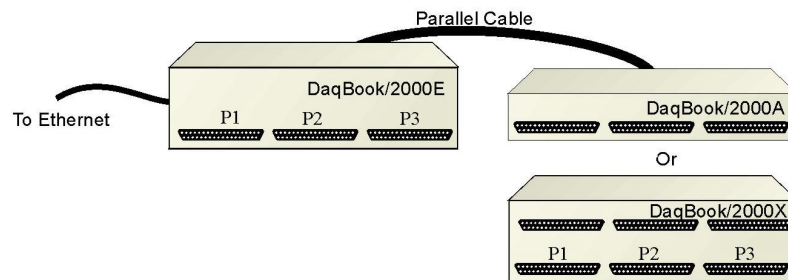 Parallel Cable
DaqBook/2000E
To Ethernet
P1 P2 P3
DaqBook/2000A
Or
DaqBook/2000X
P1 P2 P3